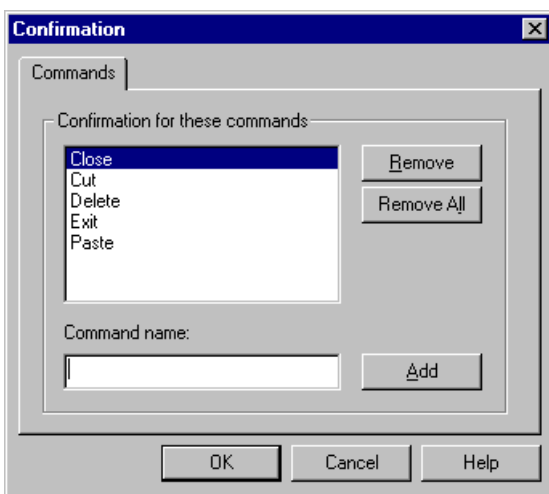 Confirmation
Commands
Confirmation for these commands
Close
Cut
Delete
Exit
Paste
Remove
Remove All
Command name:
Add
OK Cancel Help